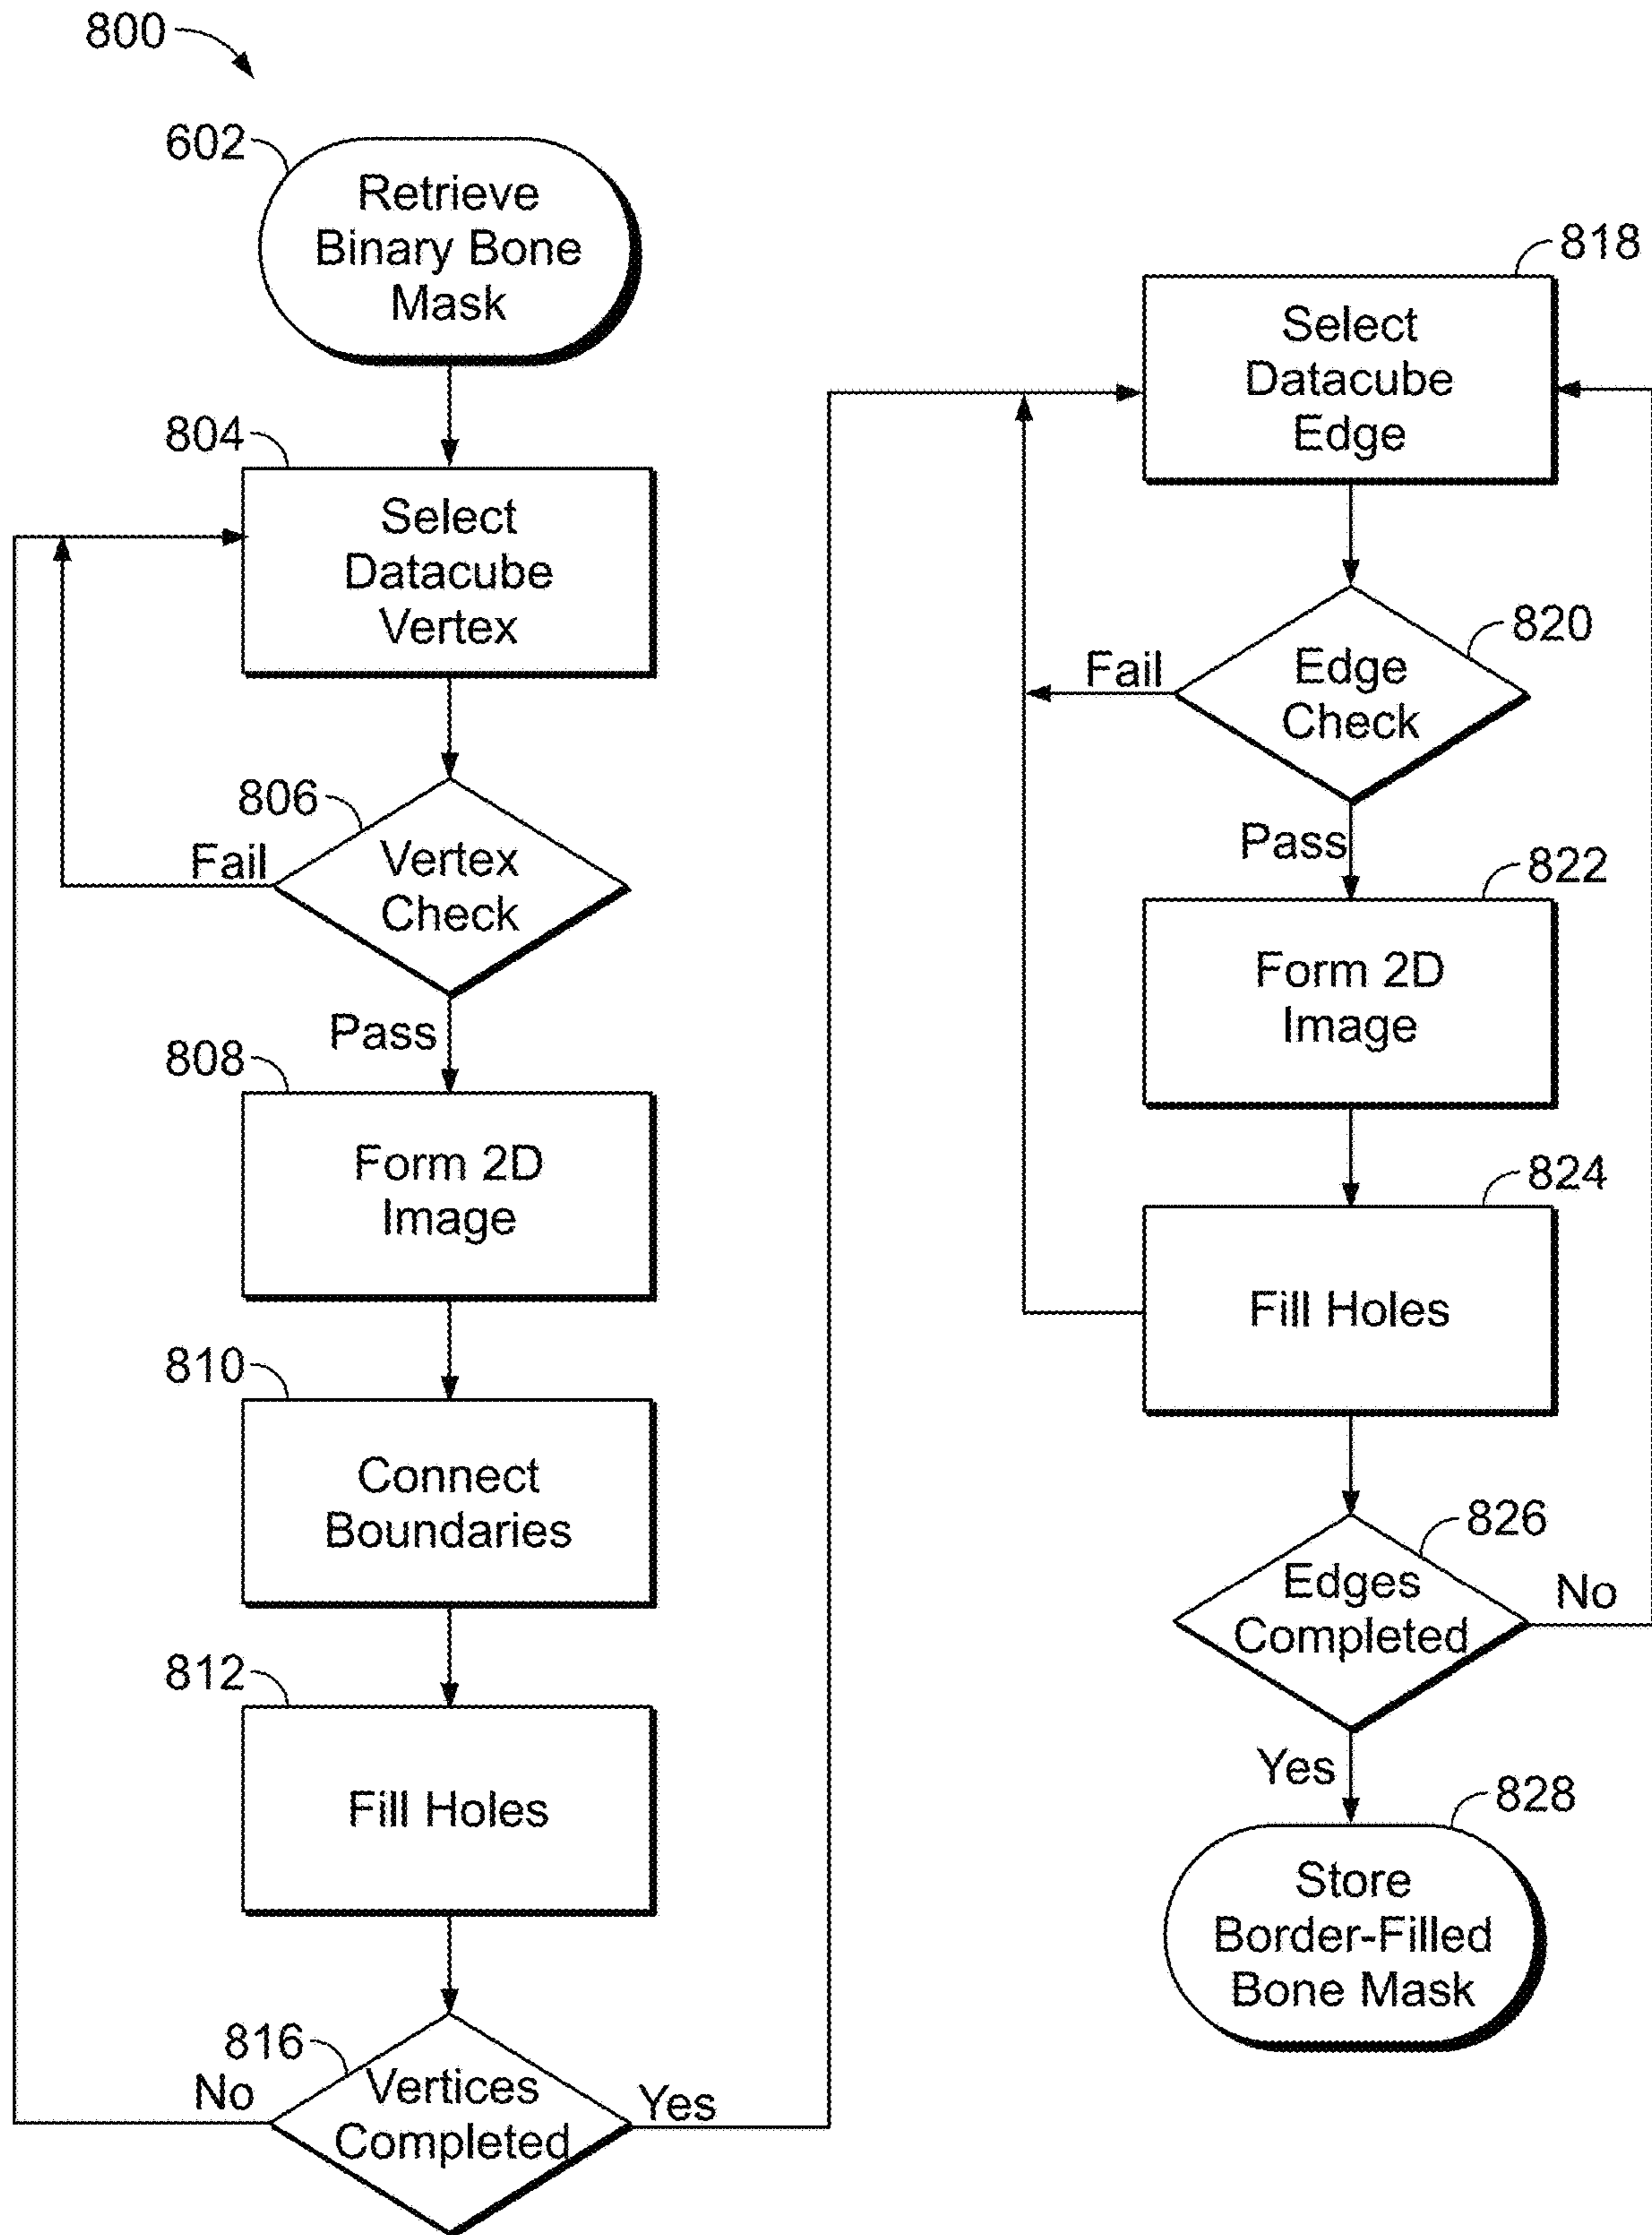 800
602
Retrieve
Binary Bone
Mask
804
Select
Datacube
Vertex
806
Fail
Vertex
Check
Pass
808
Form 2D
Image
810
Connect
Boundaries
812
Fill Holes
816
No
Vertices
Completed
Yes
818
Select
Datacube
Edge
820
Fail
Edge
Check
Pass
822
Form 2D
Image
824
Fill Holes
826
Edges
Completed
No
Yes
828
Store
Border-Filled
Bone Mask